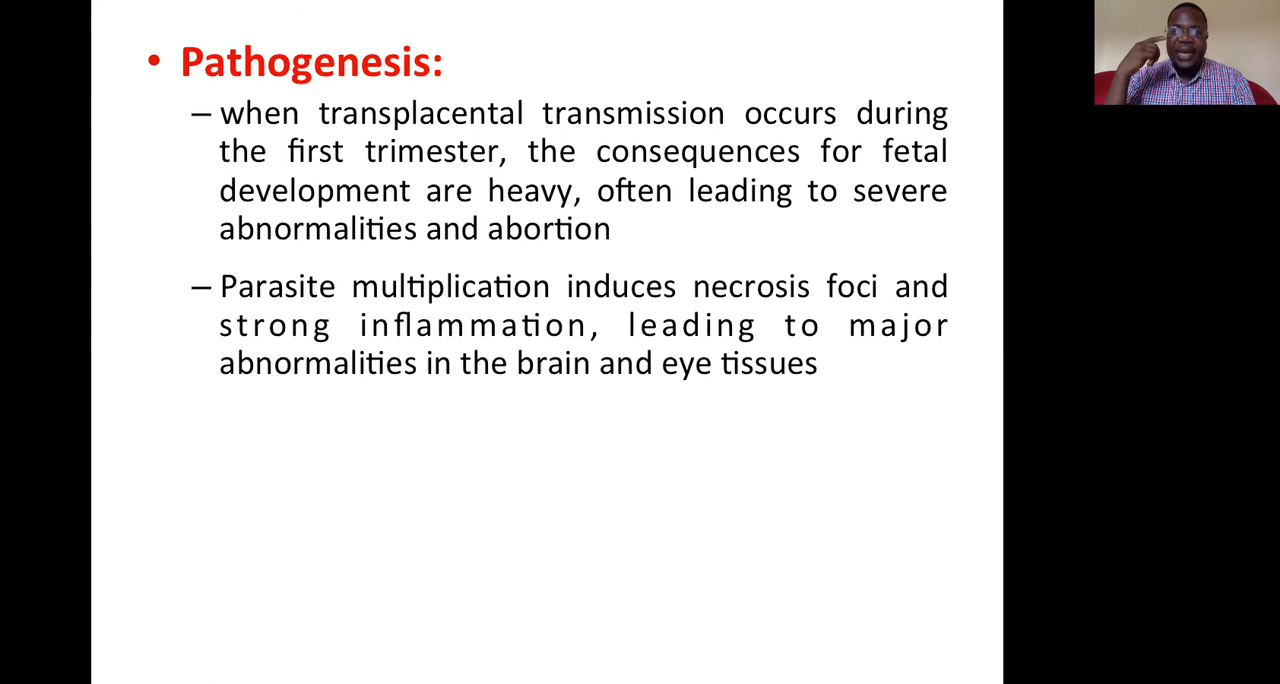 • Pathogenesis:
– when transplacental transmission occurs during
the first trimester, the consequences for fetal
development are heavy, often leading to severe
abnormalities and abortion
– Parasite multiplication induces necrosis foci and
strong inflammation, leading to major
abnormalities in the brain and eye tissues